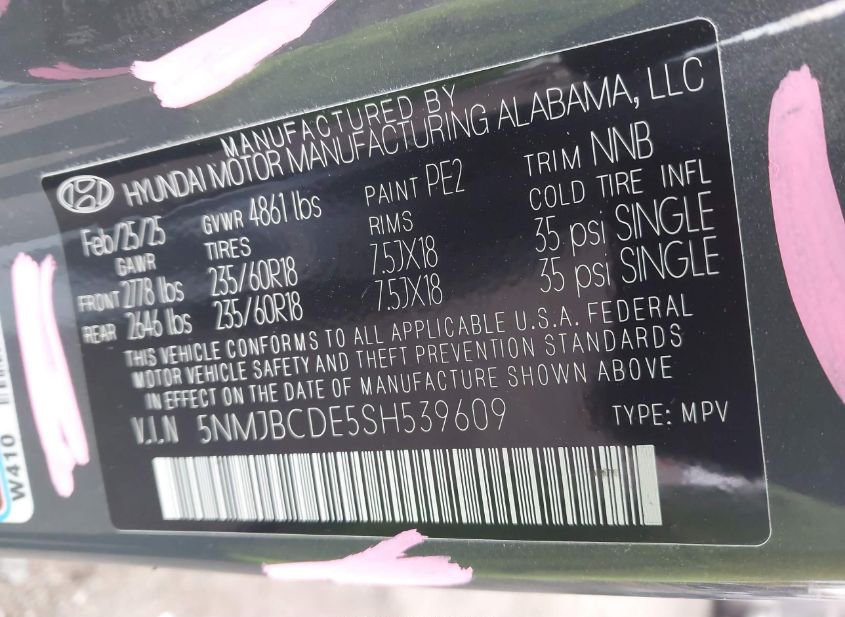 MANUFACTURED BY
HYUNDAI MOTOR MANUFACTURING ALABAMA, LLC
Feb/25/25 GVWR 4861 lbs PAINT PE2 TRIM NNB
GAWR TIRES RIMS COLD TIRE INFL
FRONT 2778 lbs 235/60R18 7.5JX18 35 psi SINGLE
REAR 2646 lbs 235/60R18 7.5JX18 35 psi SINGLE
THIS VEHICLE CONFORMS TO ALL APPLICABLE U.S.A. FEDERAL
MOTOR VEHICLE SAFETY AND THEFT PREVENTION STANDARDS
IN EFFECT ON THE DATE OF MANUFACTURE SHOWN ABOVE
V.I.N 5NMJBCDE5SH539609 TYPE: MPV
W410